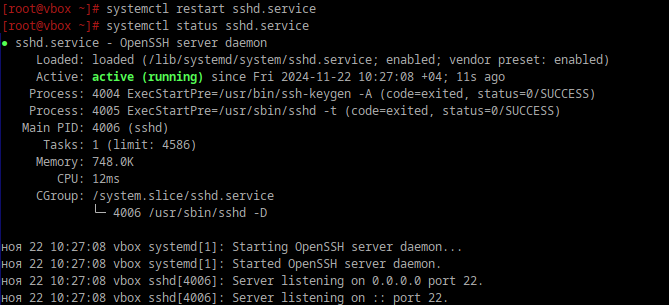 [root@vbox ~]# systemctl restart sshd.service
[root@vbox ~]# systemctl status sshd.service
● sshd.service - OpenSSH server daemon
     Loaded: loaded (/lib/systemd/system/sshd.service; enabled; vendor preset: enabled)
     Active: active (running) since Fri 2024-11-22 10:27:08 +04; 11s ago
    Process: 4004 ExecStartPre=/usr/bin/ssh-keygen -A (code=exited, status=0/SUCCESS)
    Process: 4005 ExecStartPre=/usr/sbin/sshd -t (code=exited, status=0/SUCCESS)
   Main PID: 4006 (sshd)
      Tasks: 1 (limit: 4586)
     Memory: 748.0K
        CPU: 12ms
     CGroup: /system.slice/sshd.service
             └─ 4006 /usr/sbin/sshd -D

ноя 22 10:27:08 vbox systemd[1]: Starting OpenSSH server daemon...
ноя 22 10:27:08 vbox systemd[1]: Started OpenSSH server daemon.
ноя 22 10:27:08 vbox sshd[4006]: Server listening on 0.0.0.0 port 22.
ноя 22 10:27:08 vbox sshd[4006]: Server listening on :: port 22.